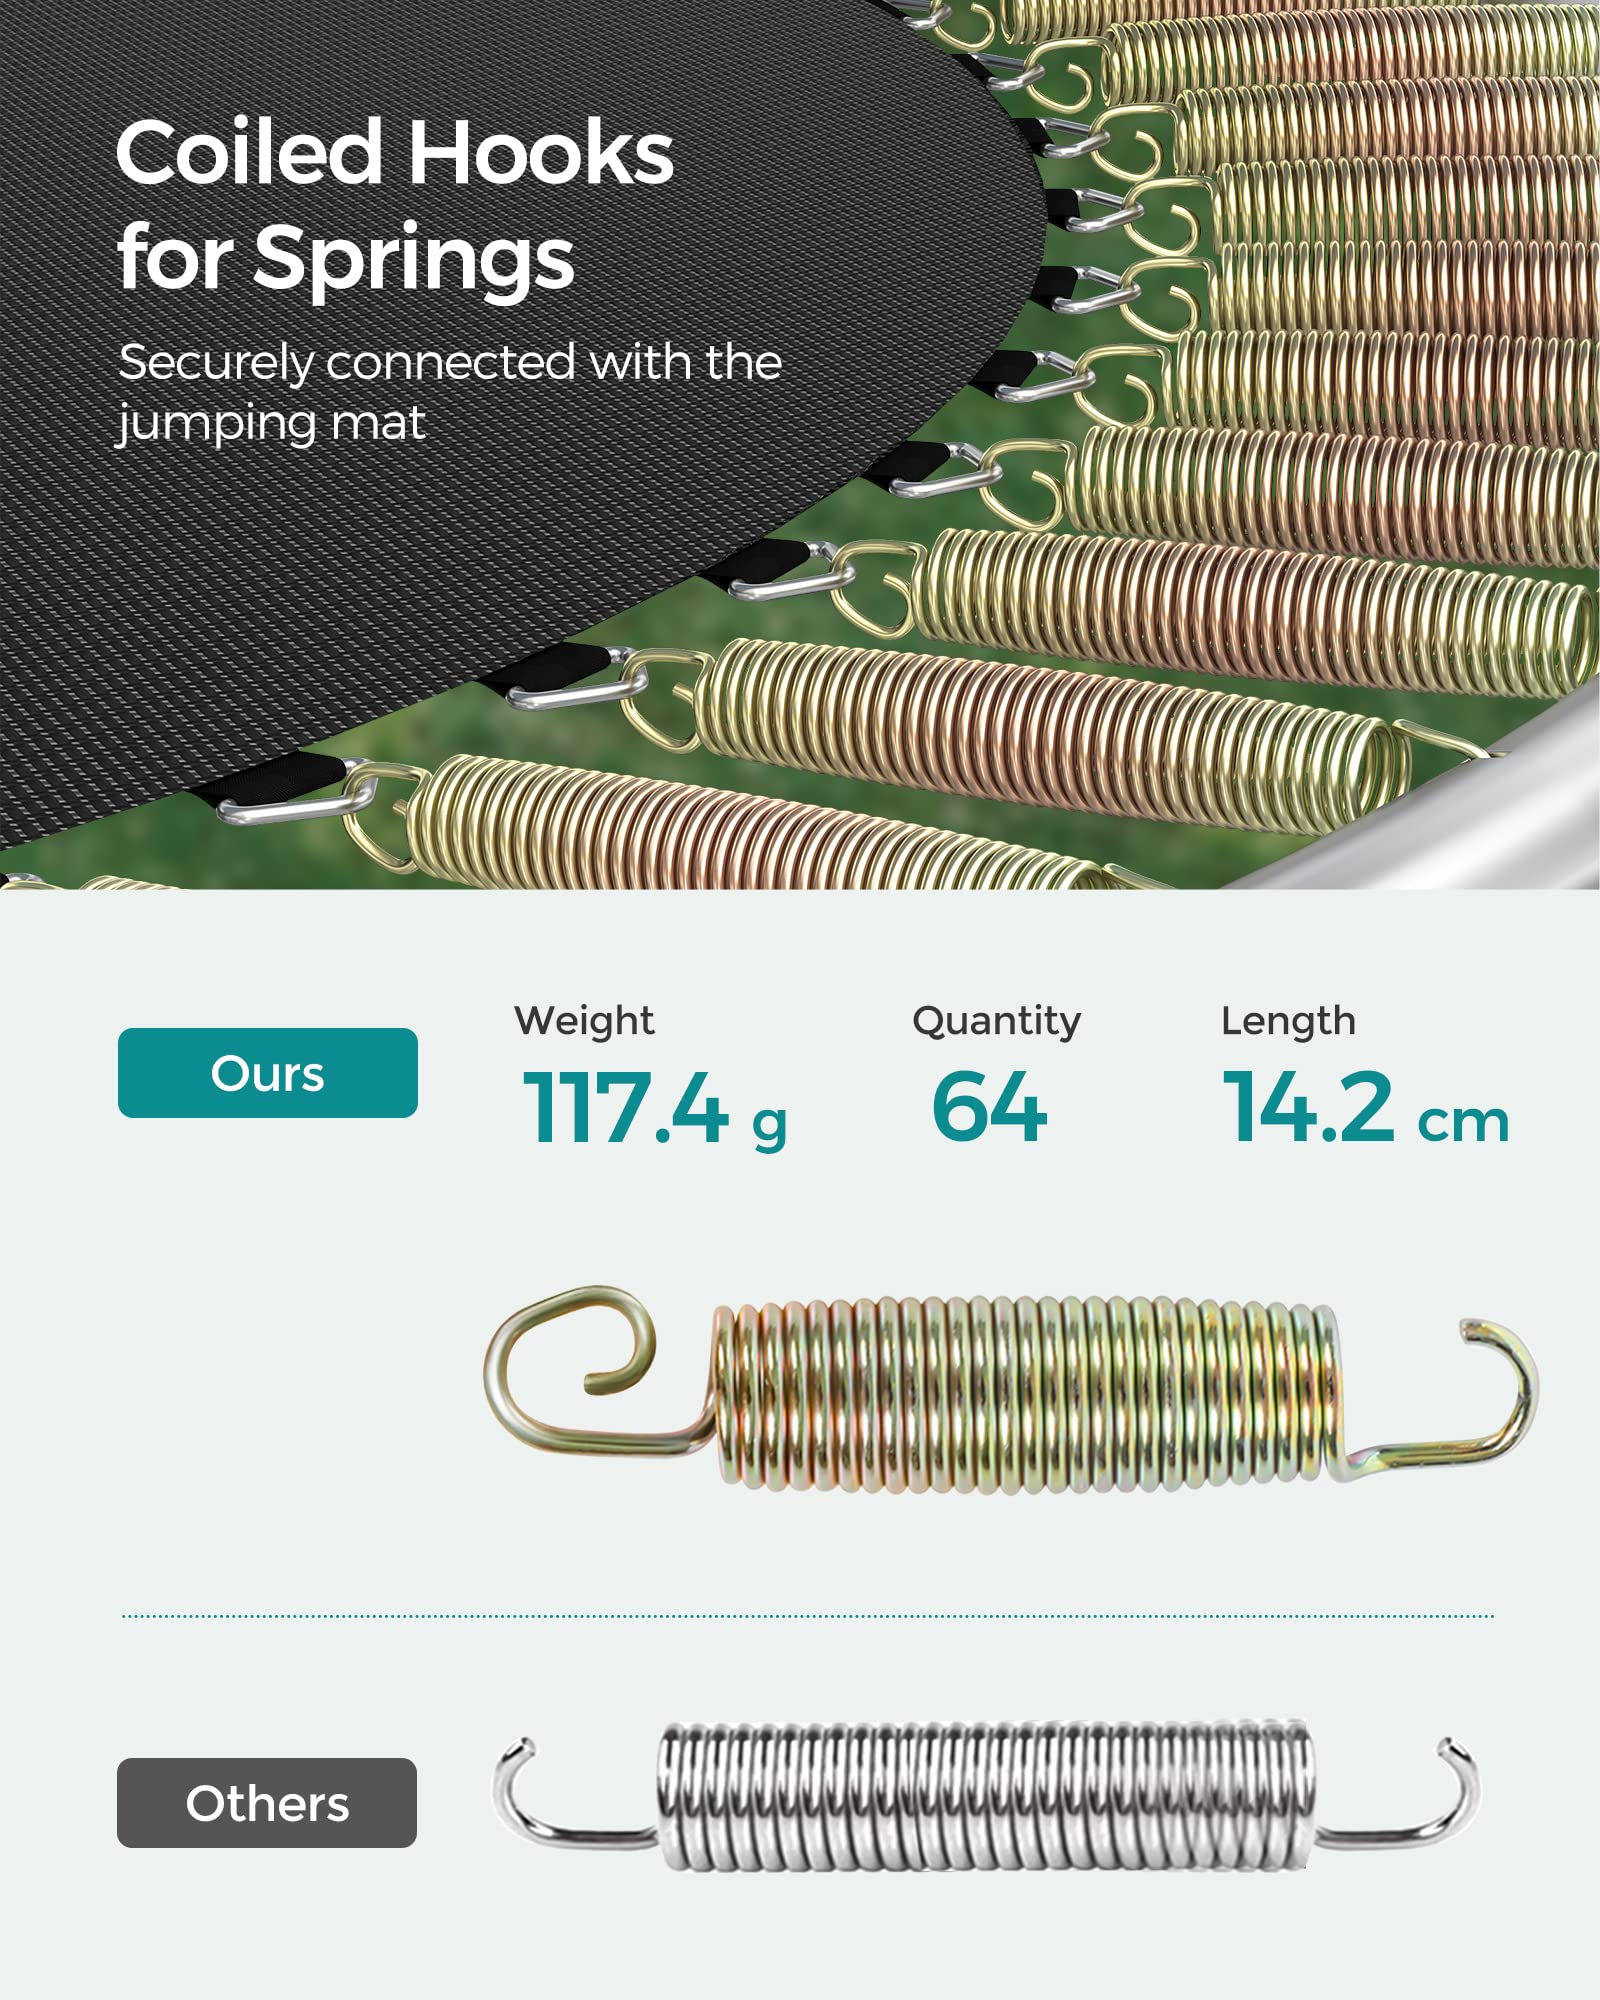 Coiled Hooks
for Springs
Securely connected with the
jumping mat
Ours
Weight
117.4 g
Quantity
64
Length
14.2 cm
Others